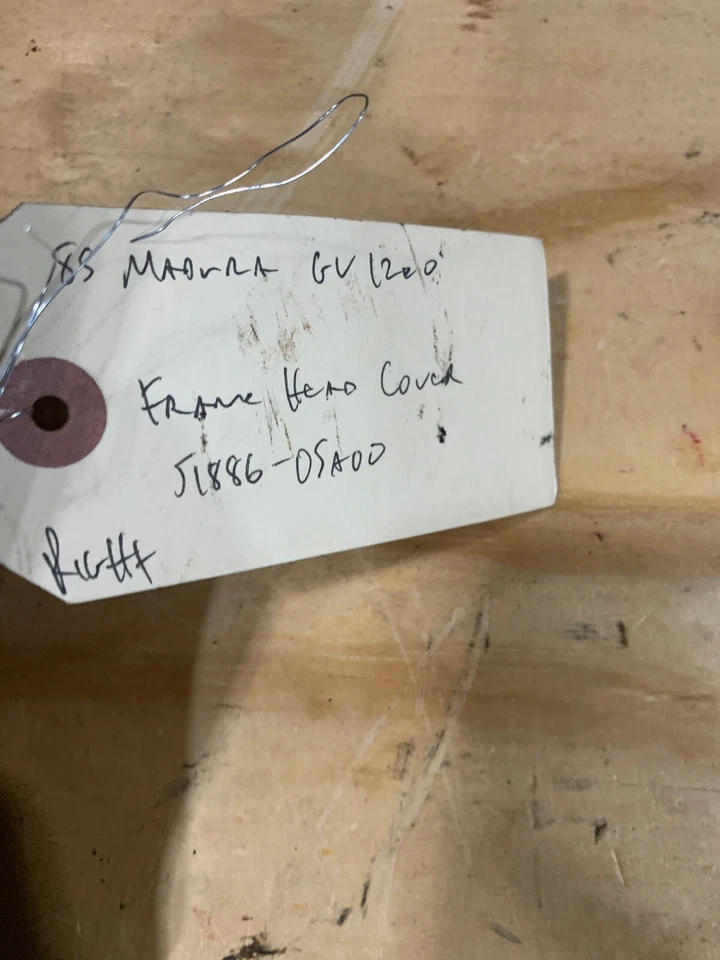 '85 MADURA GV1200
FRAME HEAD COVER
51886-05A00
RIGHT